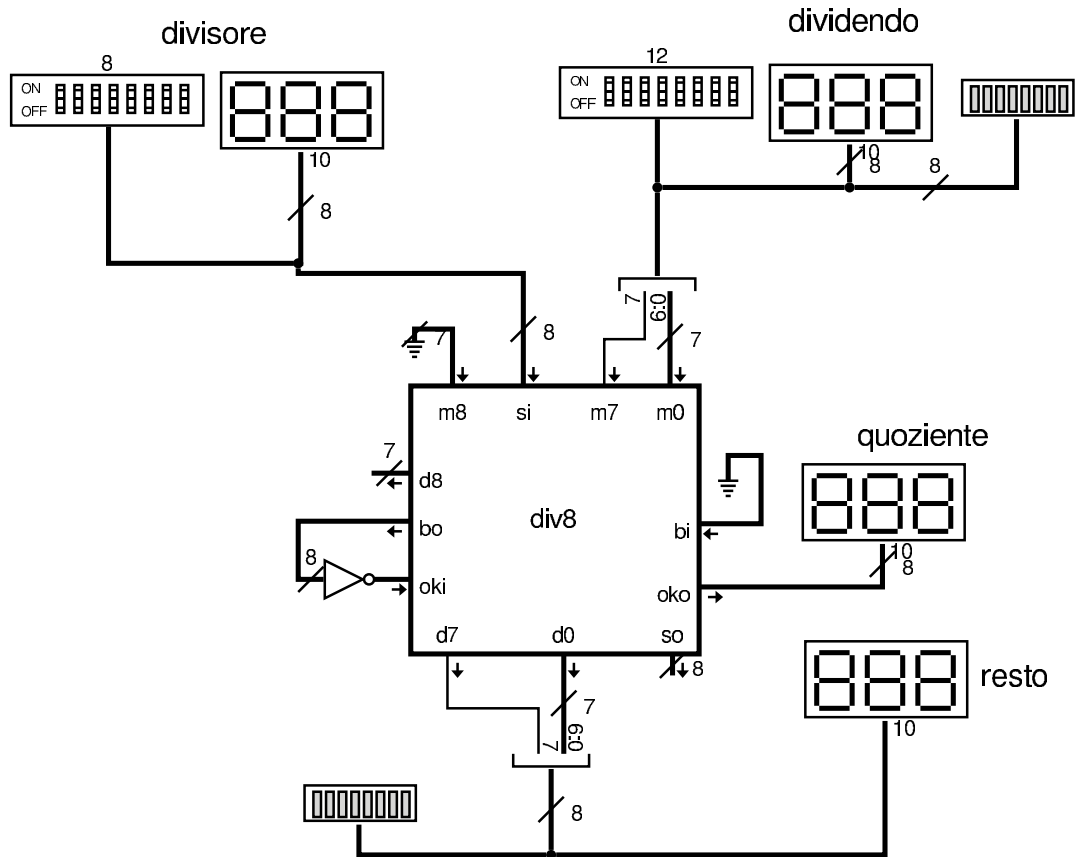 divisore
dividendo
8
ON
OFF
10
8
12
ON
OFF
10
8
8
7
6:0
7
8
7
m8
si
m7
m0
quoziente
7
d8
bo
div8
bi
8
oki
oko
10
8
d7
d0
so
8
resto
7
10
7
6:0
8